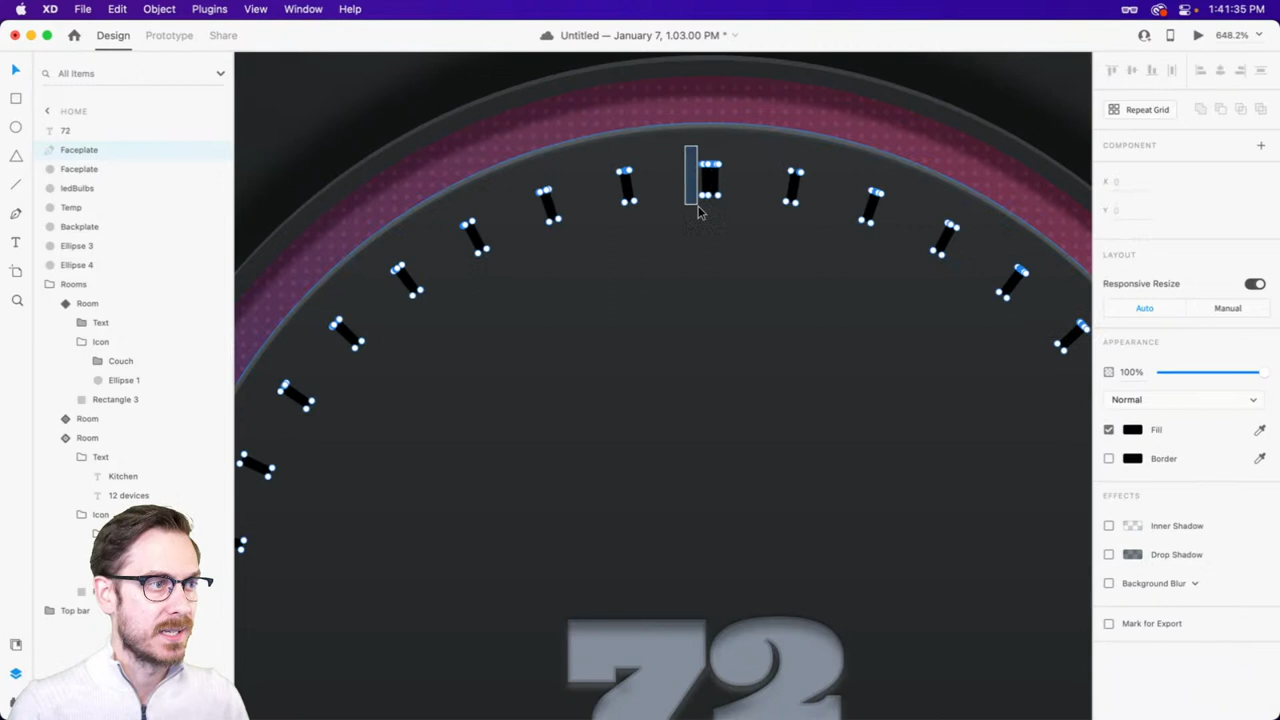 XD File Edit Object Plugins View Window Help 1:41:35 PM
Design Prototype Share Untitled — January 7, 1.03.00 PM * 648.2%
All Items
HOME
72
Faceplate
Faceplate
ledBulbs
Temp
Backplate
Ellipse 3
Ellipse 4
Rooms
Room
Text
Icon
Couch
Ellipse 1
Rectangle 3
Room
Room
Text
Kitchen
12 devices
Icon
Top bar
72
Repeat Grid
COMPONENT
X 0
Y 0
LAYOUT
Responsive Resize
Auto Manual
APPEARANCE
100%
Normal
Fill
Border
EFFECTS
Inner Shadow
Drop Shadow
Background Blur
Mark for Export